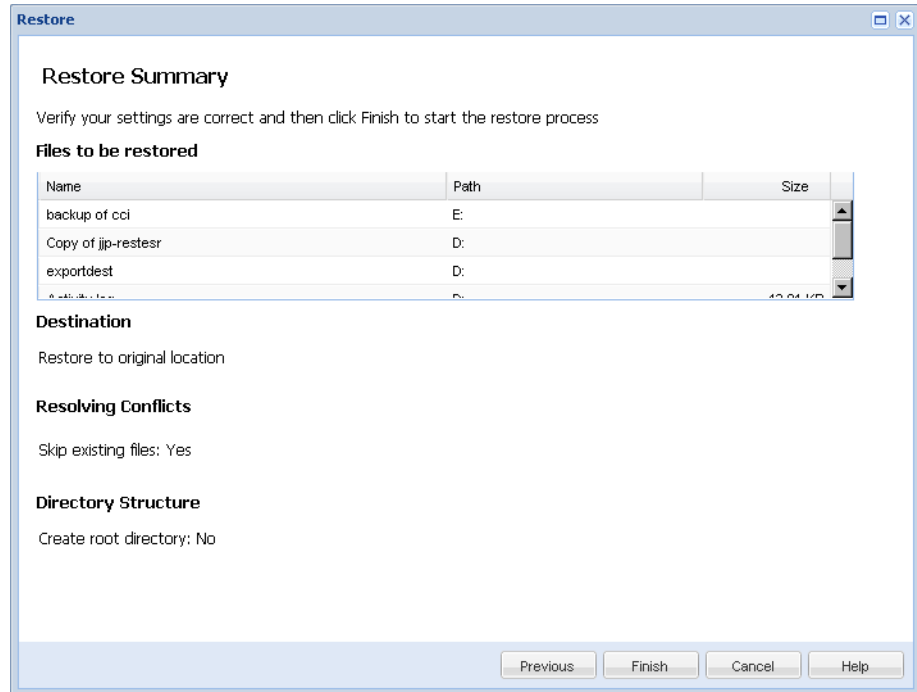 Restore
Restore Summary
Verify your settings are correct and then click Finish to start the restore process
Files to be restored
Name Path Size
backup of cci E:
Copy of jjp-restesr D:
exportdest D:
Activity log D:
Destination
Restore to original location
Resolving Conflicts
Skip existing files: Yes
Directory Structure
Create root directory: No
Previous Finish Cancel Help